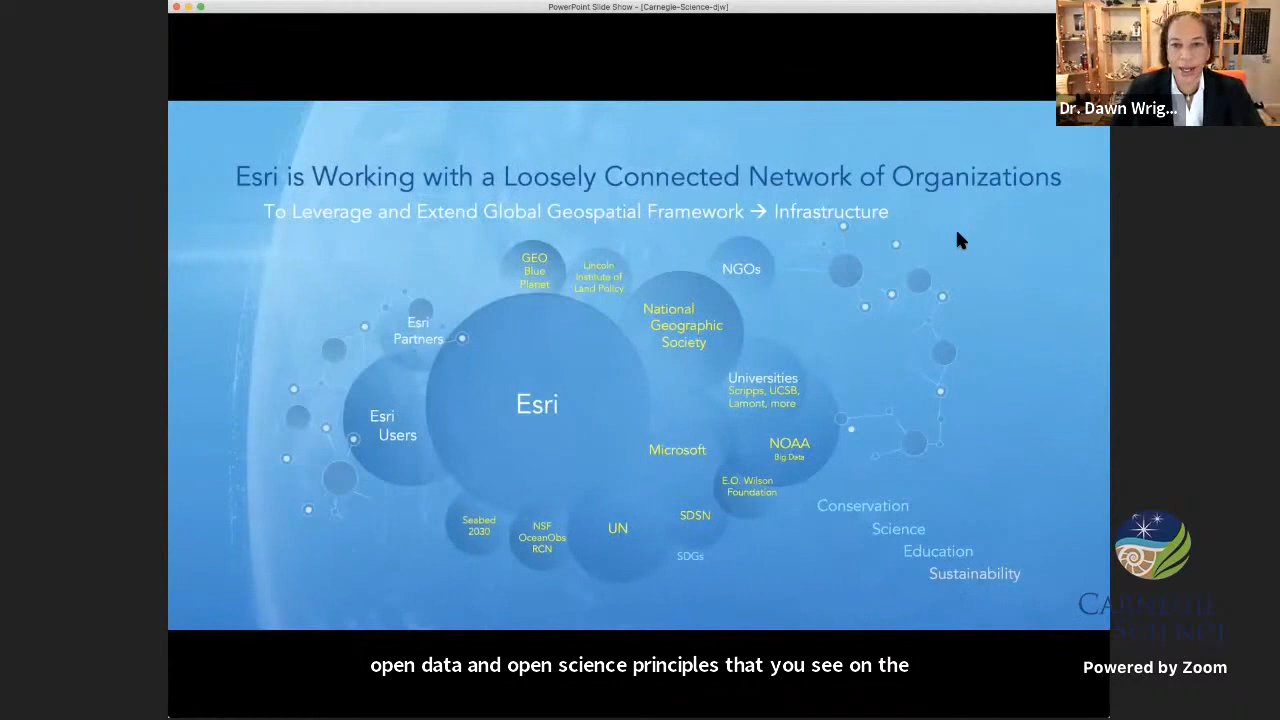 PowerPoint Slide Show - [Carnegie-Science-djw]
Dr. Dawn Wrig...
Esri is Working with a Loosely Connected Network of Organizations
To Leverage and Extend Global Geospatial Framework → Infrastructure
GEO
Blue
Planet
Lincoln
Institute of
Land Policy
NGOs
National
Geographic
Society
Esri
Partners
Universities
Scripps, UCSB,
Lamont, more
Esri
Esri
Users
Microsoft
NOAA
Big Data
E.O. Wilson
Foundation
Seabed
2030
NSF
OceanObs
RCN
UN
SDSN
SDGs
Conservation
Science
Education
Sustainability
CARNEGIE
SCIENCE
open data and open science principles that you see on the
Powered by Zoom